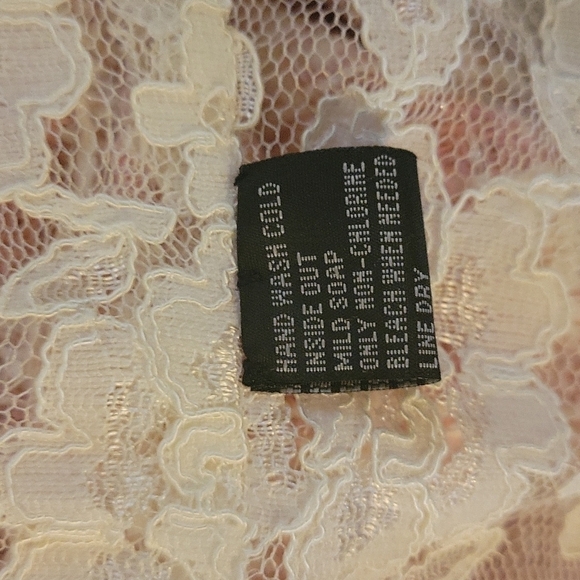 HAND WASH COLD
INSIDE OUT
MILD SOAP
ONLY NON-CHLORINE
BLEACH WHEN NEEDED
LINE DRY